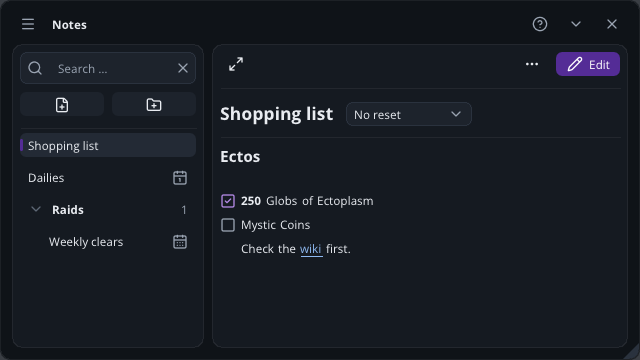 Notes
Search ...
Shopping list
Dailies
Raids 1
Weekly clears
Edit
Shopping list No reset
Ectos
250 Globs of Ectoplasm
Mystic Coins
Check the wiki first.